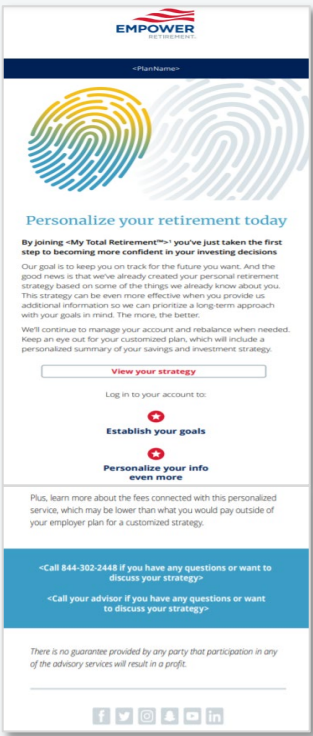 EMPOWER
RETIREMENT.
<PlanName>
Personalize your retirement today
By joining <My Total Retirement™>¹ you've just taken the first
step to becoming more confident in your investing decisions
Our goal is to keep you on track for the future you want. And the
good news is that we've already created your personal retirement
strategy based on some of the things we already know about you.
This strategy can be even more effective when you provide us
additional information so we can prioritize a long-term approach
with your goals in mind. The more, the better.
We'll continue to manage your account and rebalance when needed.
Keep an eye out for your customized plan, which will include a
personalized summary of your savings and investment strategy.
View your strategy
Log in to your account to:
Establish your goals
Personalize your info
even more
Plus, learn more about the fees connected with this personalized
service, which may be lower than what you would pay outside of
your employer plan for a customized strategy.
<Call 844-302-2448 if you have any questions or want to
discuss your strategy>
<Call your advisor if you have any questions or want
to discuss your strategy>
There is no guarantee provided by any party that participation in any
of the advisory services will result in a profit.